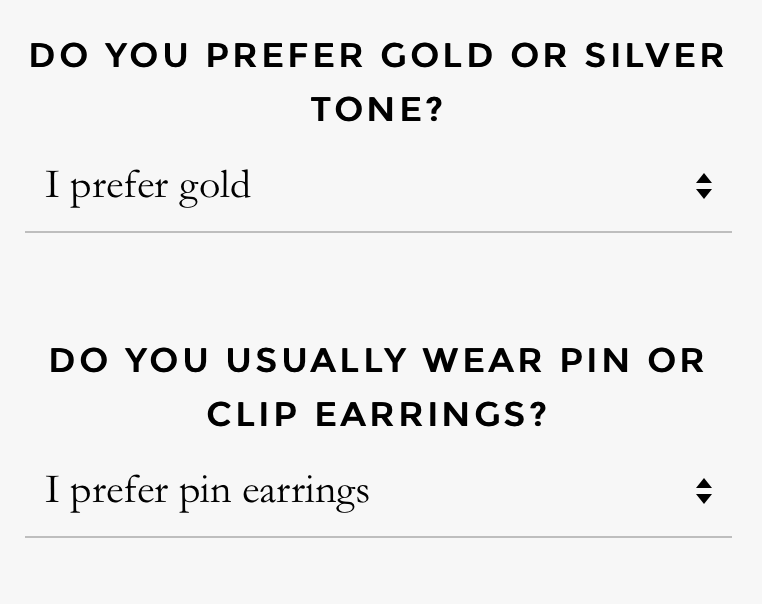 DO YOU PREFER GOLD OR SILVER
TONE?
I prefer gold
DO YOU USUALLY WEAR PIN OR
CLIP EARRINGS?
I prefer pin earrings